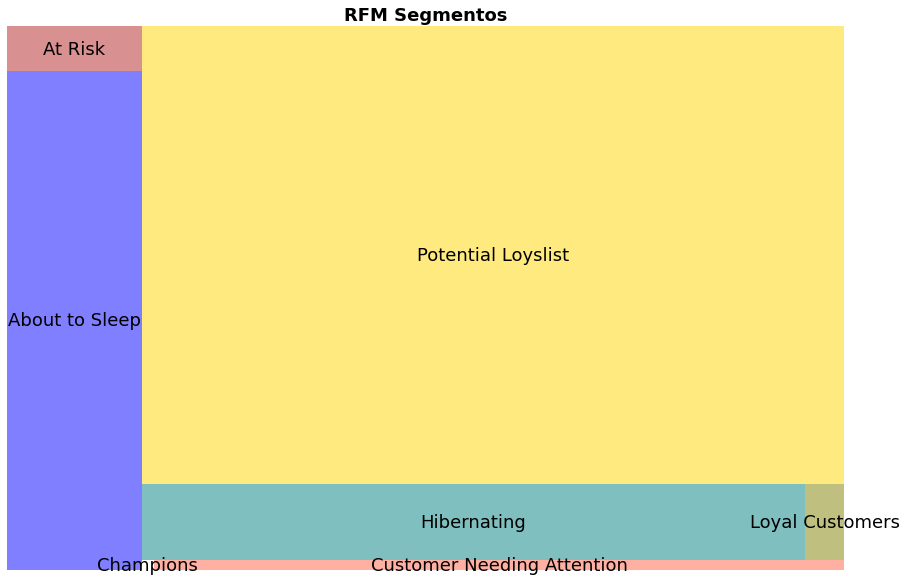 RFM Segmentos
At Risk
Potential Loyslist
About to Sleep
Hibernating
Loyal Customers
Champions
Customer Needing Attention